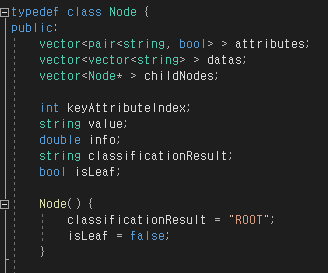 typedef class Node {
public:
    vector<pair<string, bool> > attributes;
    vector<vector<string> > datas;
    vector<Node* > childNodes;

    int keyAttributeIndex;
    string value;
    double info;
    string classificationResult;
    bool isLeaf;

    Node() {
        classificationResult = "ROOT";
        isLeaf = false;
    }